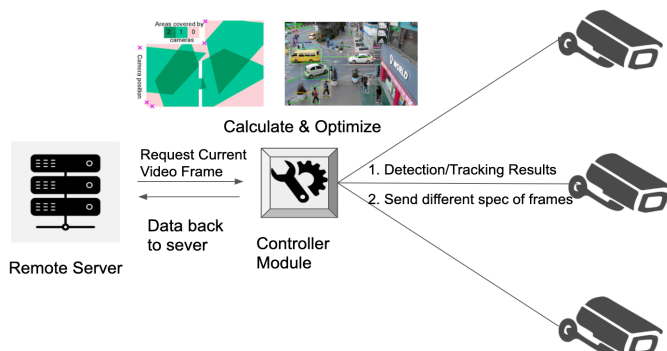 Areas covered by
2 1 0
cameras
Camera position
WORLD
Calculate & Optimize
Request Current
Video Frame
1. Detection/Tracking Results
2. Send different spec of frames
Data back
to sever
Controller
Module
Remote Server